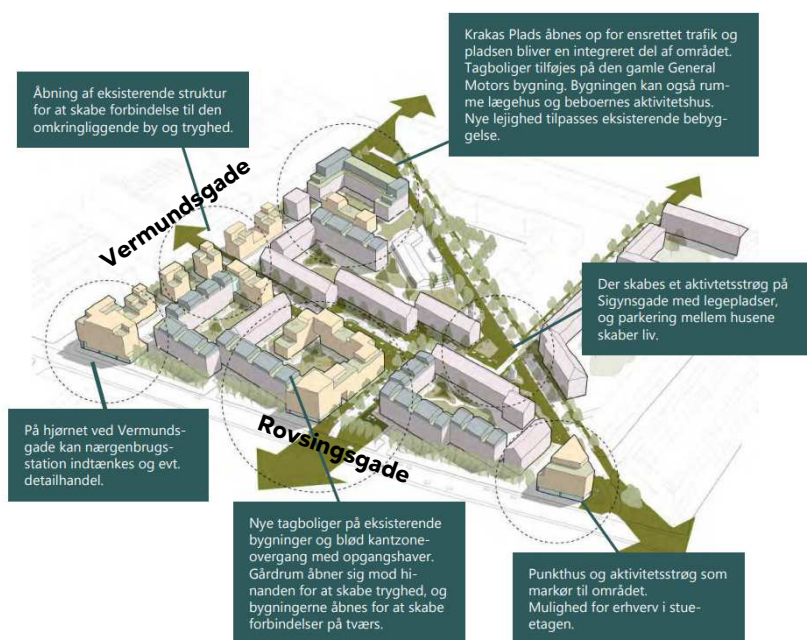 Krakas Plads åbnes op for ensrettet trafik og
pladsen bliver en integreret del af området.
Tagboliger tilføjes på den gamle General
Motors bygning. Bygningen kan også rum-
me lægehus og beboernes aktivitetshus.
Nye lejlighed tilpasses eksisterende bebyg-
gelse.
Åbning af eksisterende struktur
for at skabe forbindelse til den
omkringliggende by og tryghed.
Vermundsgade
Der skabes et aktivtetsstrøg på
Sigynsgade med legepladser,
og parkering mellem husene
skaber liv.
På hjørnet ved Vermunds-
gade kan nærgenbrugs-
station indtænkes og evt.
detailhandel.
Rovsingsgade
Nye tagboliger på eksisterende
bygninger og blød kantzone-
overgang med opgangshaver.
Gårdrum åbner sig mod hi-
nanden for at skabe tryghed, og
bygningerne åbnes for at skabe
forbindelser på tværs.
Punkthus og aktivitetsstrøg som
markør til området.
Mulighed for erhverv i stue-
etagen.